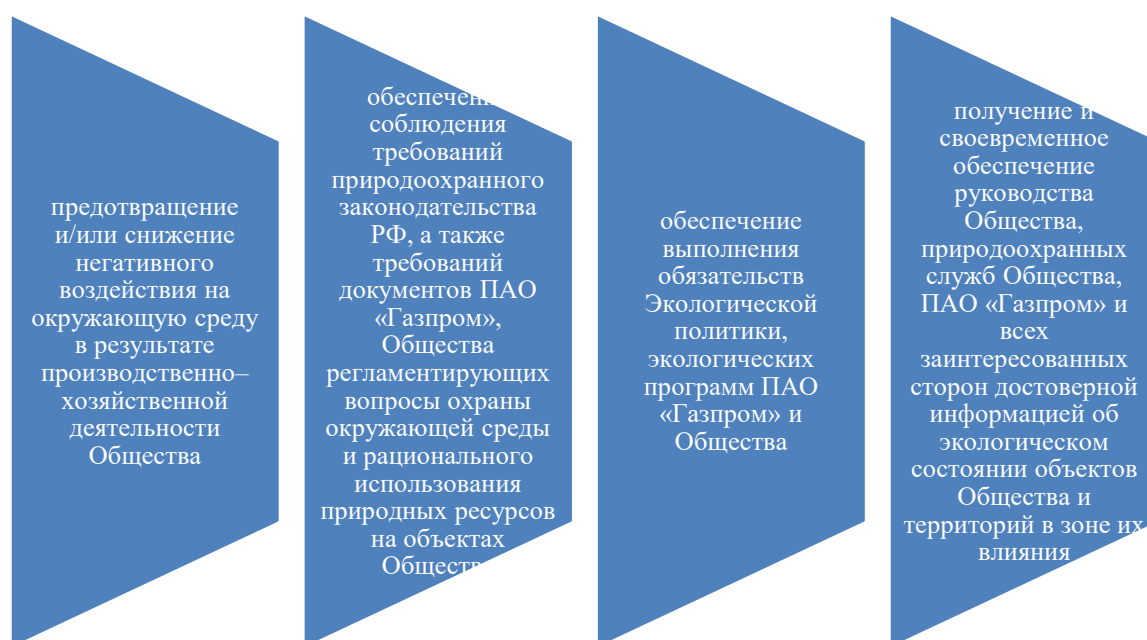 предотвращение
и/или снижение
негативного
воздействия на
окружающую среду
в результате
производственно–
хозяйственной
деятельности
Общества
обеспечение
соблюдения
требований
природоохранного
законодательства
РФ, а также
требований
документов ПАО
«Газпром»,
Общества
регламентирующих
вопросы охраны
окружающей среды
и рационального
использования
природных ресурсов
на объектах
Общества
обеспечение
выполнения
обязательств
Экологической
политики,
экологических
программ ПАО
«Газпром» и
Общества
получение и
своевременное
обеспечение
руководства
Общества,
природоохранных
служб Общества,
ПАО «Газпром» и
всех
заинтересованных
сторон достоверной
информацией об
экологическом
состоянии объектов
Общества и
территорий в зоне их
влияния